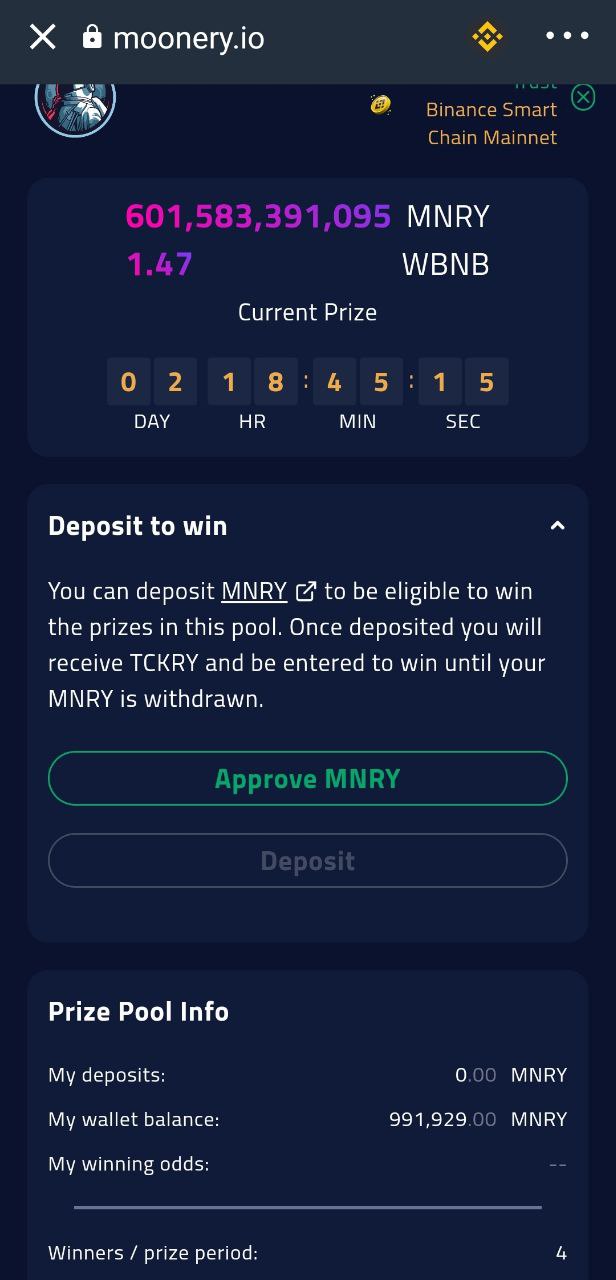 moonery.io
Trust
Binance Smart
Chain Mainnet
601,583,391,095 MNRY
1.47 WBNB
Current Prize
0 2 1 8 : 4 5 : 1 5
DAY HR MIN SEC
Deposit to win
You can deposit MNRY to be eligible to win
the prizes in this pool. Once deposited you will
receive TCKRY and be entered to win until your
MNRY is withdrawn.
Approve MNRY
Deposit
Prize Pool Info
My deposits: 0.00 MNRY
My wallet balance: 991,929.00 MNRY
My winning odds: --
Winners / prize period: 4